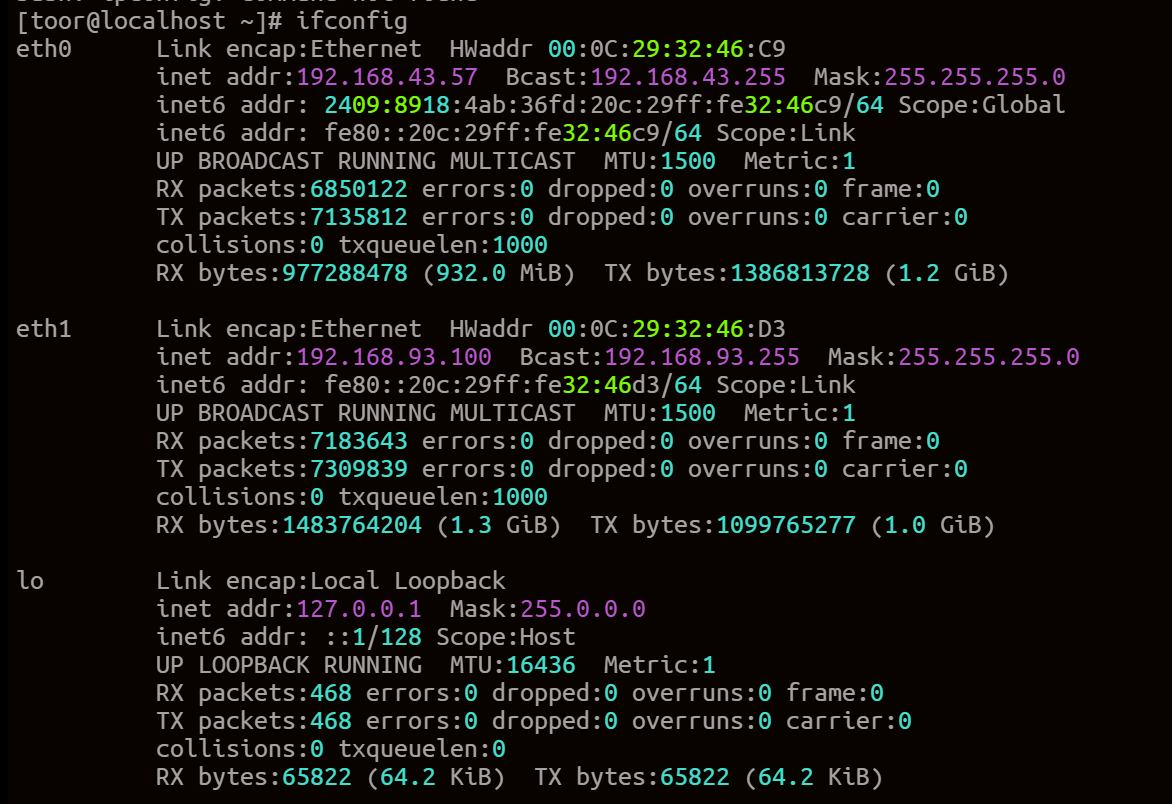 [toor@localhost ~]# ifconfig
eth0      Link encap:Ethernet  HWaddr 00:0C:29:32:46:C9
          inet addr:192.168.43.57  Bcast:192.168.43.255  Mask:255.255.255.0
          inet6 addr: 2409:8918:4ab:36fd:20c:29ff:fe32:46c9/64 Scope:Global
          inet6 addr: fe80::20c:29ff:fe32:46c9/64 Scope:Link
          UP BROADCAST RUNNING MULTICAST  MTU:1500  Metric:1
          RX packets:6850122 errors:0 dropped:0 overruns:0 frame:0
          TX packets:7135812 errors:0 dropped:0 overruns:0 carrier:0
          collisions:0 txqueuelen:1000
          RX bytes:977288478 (932.0 MiB)  TX bytes:1386813728 (1.2 GiB)

eth1      Link encap:Ethernet  HWaddr 00:0C:29:32:46:D3
          inet addr:192.168.93.100  Bcast:192.168.93.255  Mask:255.255.255.0
          inet6 addr: fe80::20c:29ff:fe32:46d3/64 Scope:Link
          UP BROADCAST RUNNING MULTICAST  MTU:1500  Metric:1
          RX packets:7183643 errors:0 dropped:0 overruns:0 frame:0
          TX packets:7309839 errors:0 dropped:0 overruns:0 carrier:0
          collisions:0 txqueuelen:1000
          RX bytes:1483764204 (1.3 GiB)  TX bytes:1099765277 (1.0 GiB)

lo        Link encap:Local Loopback
          inet addr:127.0.0.1  Mask:255.0.0.0
          inet6 addr: ::1/128 Scope:Host
          UP LOOPBACK RUNNING  MTU:16436  Metric:1
          RX packets:468 errors:0 dropped:0 overruns:0 frame:0
          TX packets:468 errors:0 dropped:0 overruns:0 carrier:0
          collisions:0 txqueuelen:0
          RX bytes:65822 (64.2 KiB)  TX bytes:65822 (64.2 KiB)